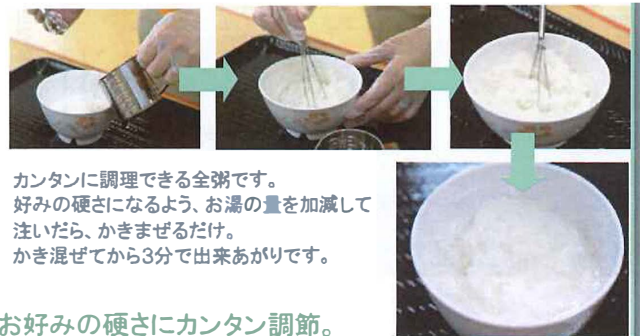 カンタンに調理できる全粥です。
好みの硬さになるよう、お湯の量を加減して
注いだら、かきまぜるだけ。
かき混ぜてから3分で出来あがりです。
お好みの硬さにカンタン調節。